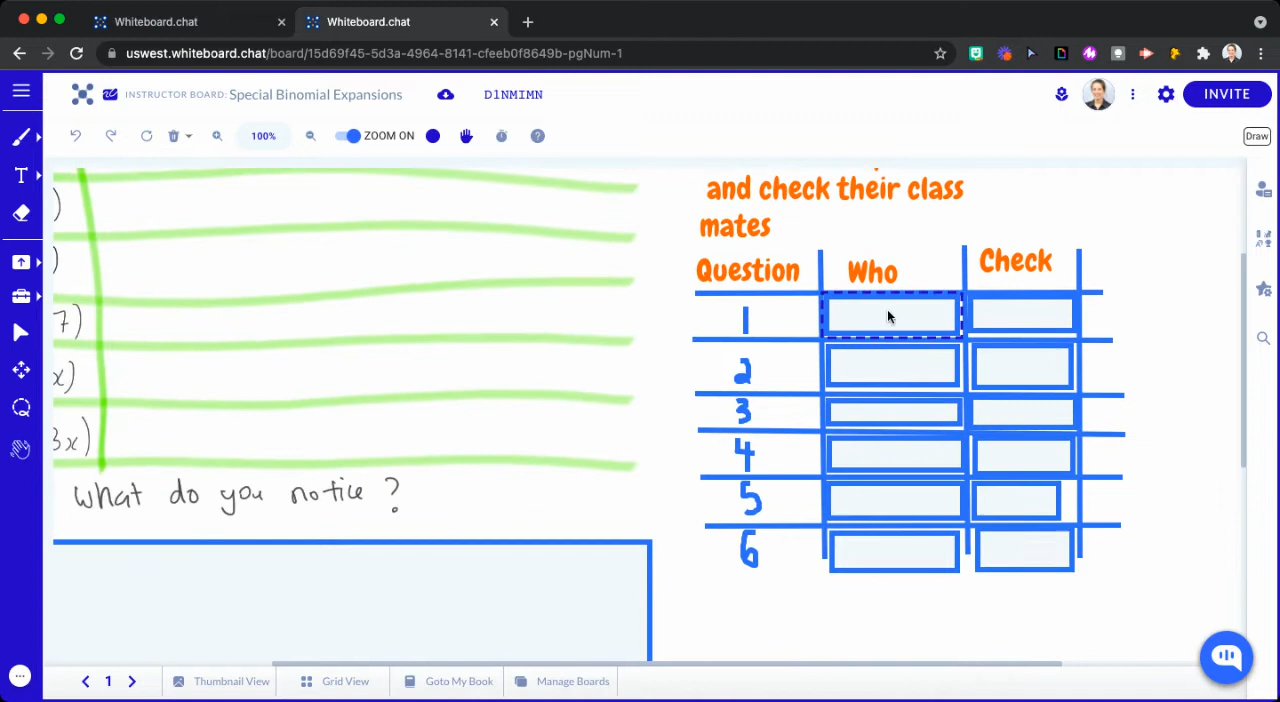 Whiteboard.chat
Whiteboard.chat
uswest.whiteboard.chat/board/15d69f45-5d3a-4964-8141-cfeeb0f8649b-pgNum-1
INSTRUCTOR BOARD: Special Binomial Expansions
D1NMIMN
INVITE
100%
ZOOM ON
Draw
and check their class
mates
Question Who Check
)
)
7)
x)
3x)
1
2
3
4
5
6
What do you notice ?
1
Thumbnail View
Grid View
Goto My Book
Manage Boards